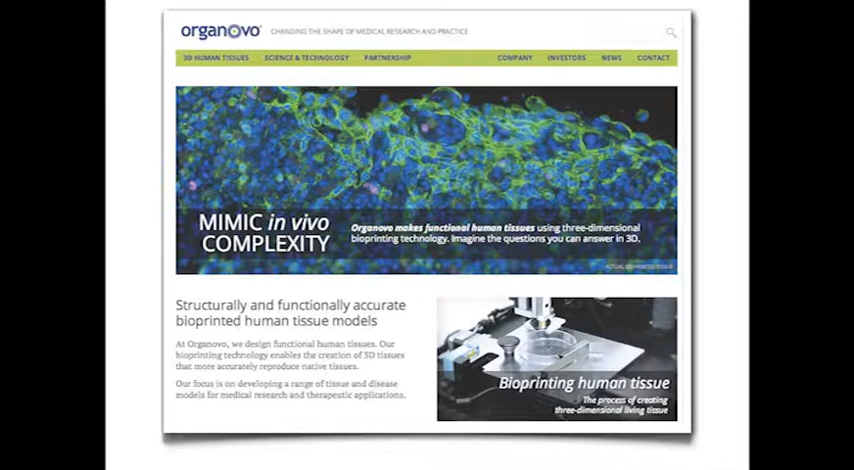 organovo
CHANGING THE SHAPE OF MEDICAL RESEARCH AND PRACTICE
3D HUMAN TISSUES SCIENCE & TECHNOLOGY PARTNERSHIP COMPANY INVESTORS NEWS CONTACT
MIMIC in vivo
COMPLEXITY
Organovo makes functional human tissues using three-dimensional
bioprinting technology. Imagine the questions you can answer in 3D.
ACTUAL BIOPRINTED TISSUE
Structurally and functionally accurate
bioprinted human tissue models
At Organovo, we design functional human tissues. Our
bioprinting technology enables the creation of 3D tissues
that more accurately reproduce native tissues.
Our focus is on developing a range of tissue and disease
models for medical research and therapeutic applications.
Bioprinting human tissue
The process of creating
three-dimensional living tissue